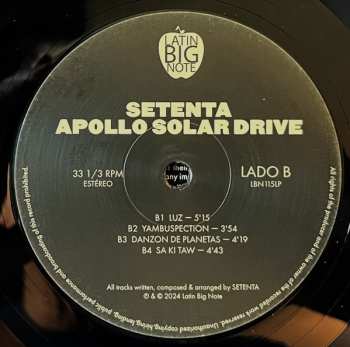 LATIN
BIG
NOTE
SETENTA
APOLLO SOLAR DRIVE
33 1/3 RPM
ESTÉREO
LADO B
LBN115LP
B1 LUZ – 5'15
B2 YAMBUSPECTION – 3'54
B3 DANZON DE PLANETAS – 4'19
B4 SA KI TAW – 4'43
All tracks written, composed & arranged by SETENTA
℗ & © 2024 Latin Big Note
All rights of the producer and of the owner of the recorded work reserved. Unauthorized copying, hiring, lending, public performance and broadcasting of this record prohibited.